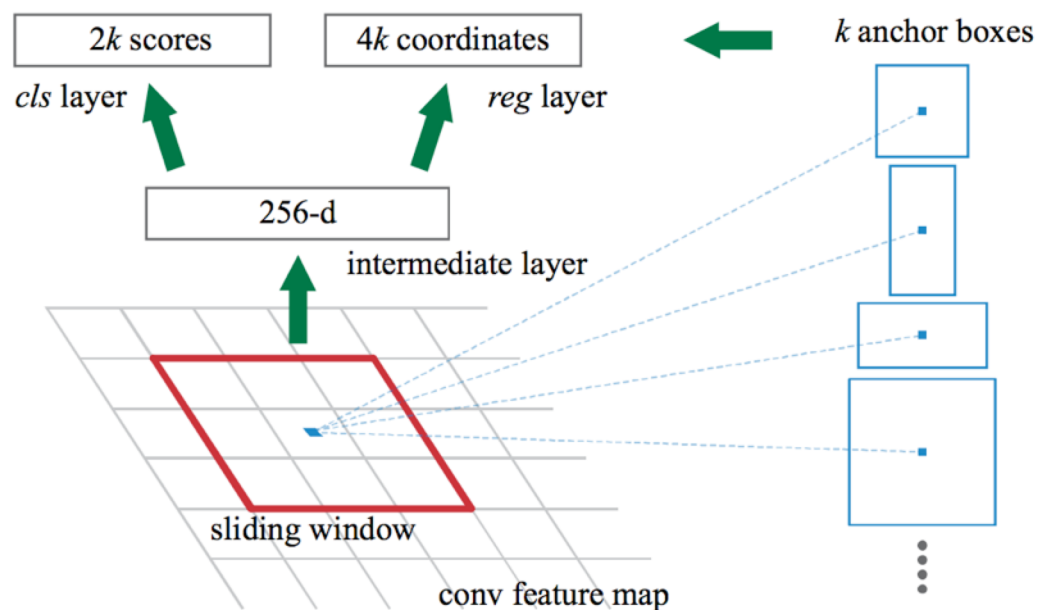 2k scores
4k coordinates
k anchor boxes
cls layer
reg layer
256-d
intermediate layer
sliding window
conv feature map